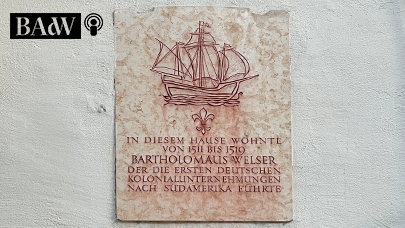 BAdW
IN DIESEM HAUSE WOHNTE
VON 1511 BIS 1519
BARTHOLOMÄUS WELSER
DER DIE ERSTEN DEUTSCHEN
KOLONIALUNTERNEHMUNGEN
NACH SÜDAMERIKA FÜHRTE